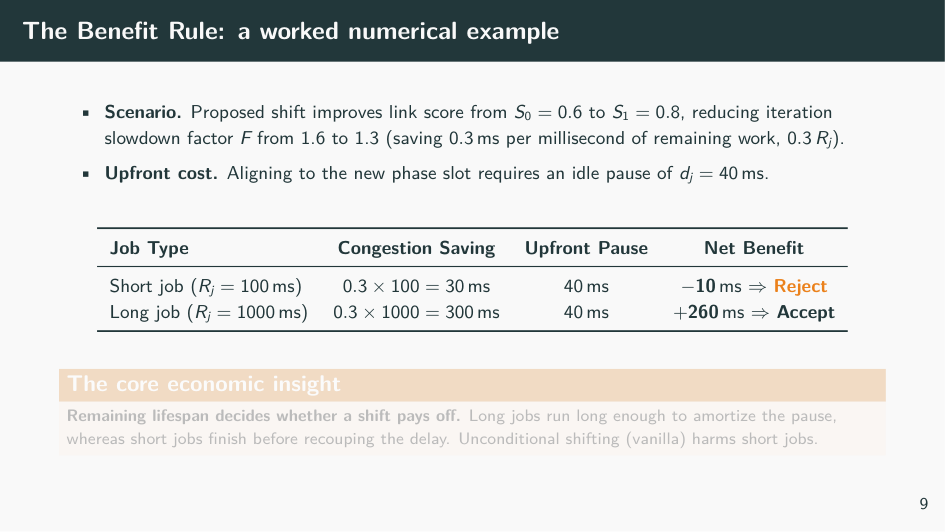 The Benefit Rule: a worked numerical example
▪ Scenario. Proposed shift improves link score from S₀ = 0.6 to S₁ = 0.8, reducing iteration
slowdown factor F from 1.6 to 1.3 (saving 0.3 ms per millisecond of remaining work, 0.3 Rⱼ).
▪ Upfront cost. Aligning to the new phase slot requires an idle pause of dⱼ = 40 ms.
Job Type Congestion Saving Upfront Pause Net Benefit
Short job (Rⱼ = 100 ms) 0.3 × 100 = 30 ms 40 ms −10 ms ⇒ Reject
Long job (Rⱼ = 1000 ms) 0.3 × 1000 = 300 ms 40 ms +260 ms ⇒ Accept
The core economic insight
Remaining lifespan decides whether a shift pays off. Long jobs run long enough to amortize the pause,
whereas short jobs finish before recouping the delay. Unconditional shifting (vanilla) harms short jobs.
9